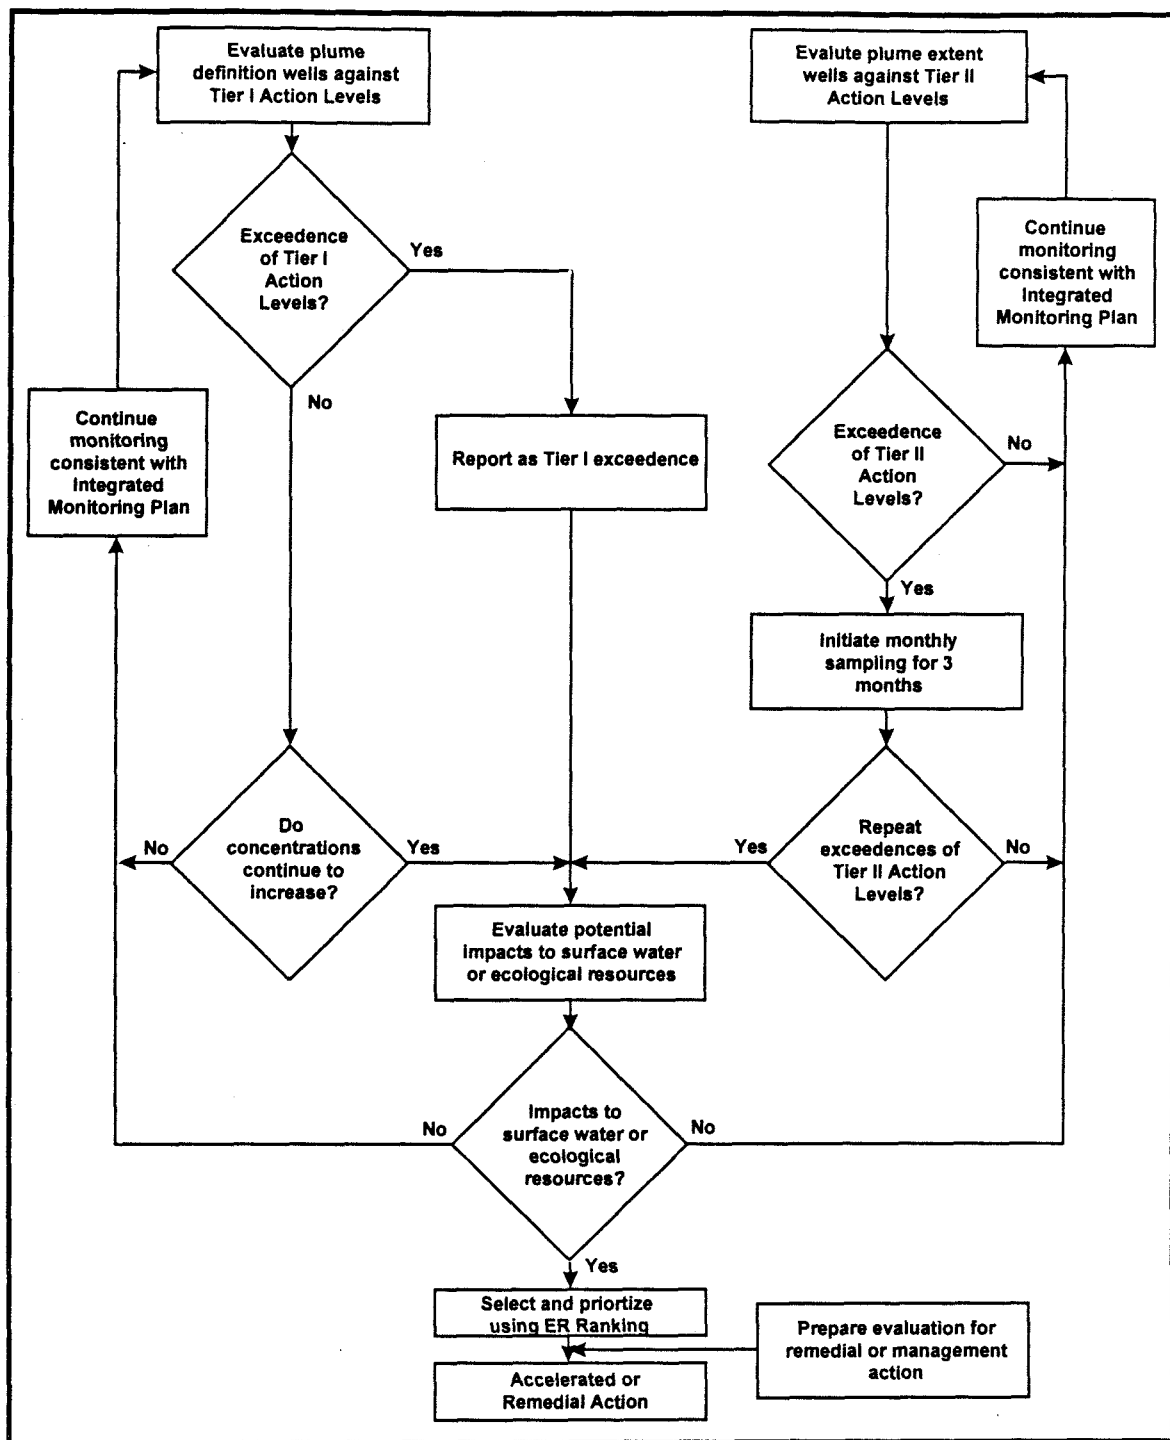 Evaluate plume
definition wells against
Tier I Action Levels
Evalute plume extent
wells against Tier II
Action Levels
Exceedence
of Tier I
Action
Levels?
Yes
No
Continue
monitoring
consistent with
Integrated
Monitoring Plan
Continue
monitoring
consistent with
Integrated
Monitoring Plan
Report as Tier I exceedence
Exceedence
of Tier II
Action
Levels?
No
Yes
Initiate monthly
sampling for 3
months
Do
concentrations
continue to
increase?
No
Yes
Repeat
exceedences of
Tier II Action
Levels?
Yes
No
Evaluate potential
impacts to surface water
or ecological resources
Impacts to
surface water or
ecological
resources?
No
No
Yes
Select and priortize
using ER Ranking
Prepare evaluation for
remedial or management
action
Accelerated or
Remedial Action